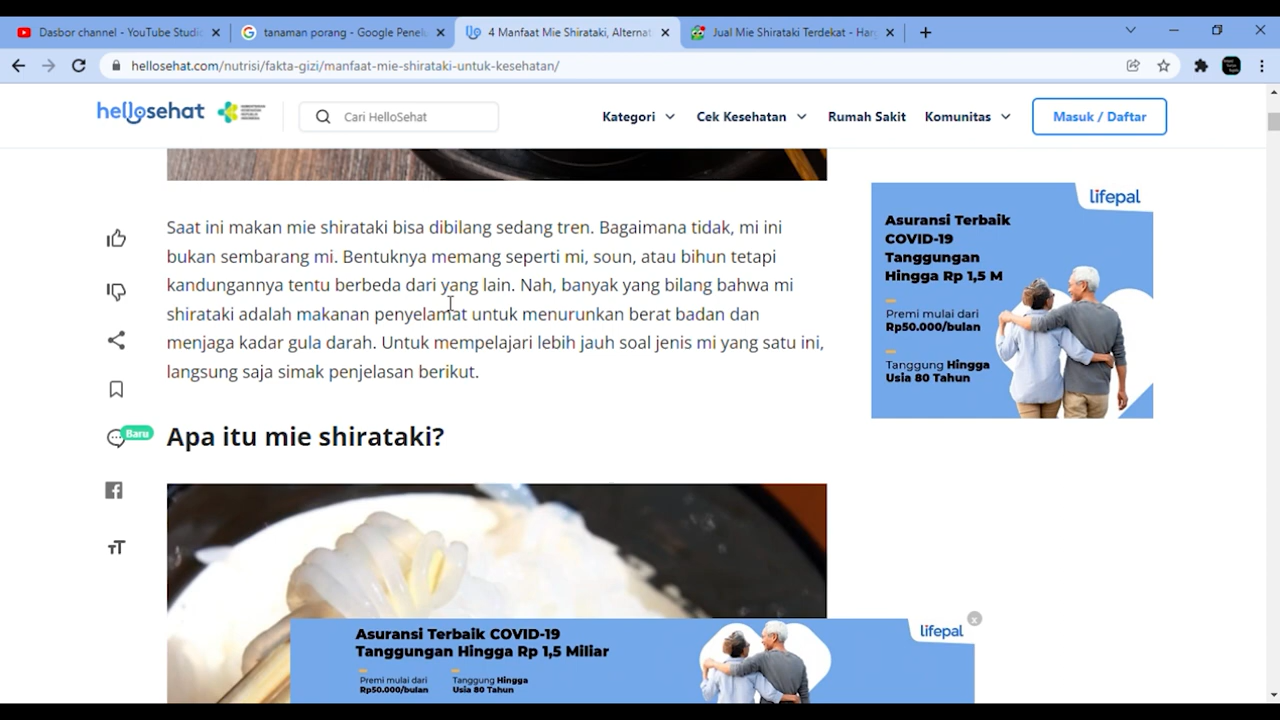 Dasbor channel - YouTube Studi
tanaman porang - Google Penelu
4 Manfaat Mie Shirataki, Alternat
Jual Mie Shirataki Terdekat - Har
hellosehat.com/nutrisi/fakta-gizi/manfaat-mie-shirataki-untuk-kesehatan/
hellosehat
Cari HelloSehat
Kategori
Cek Kesehatan
Rumah Sakit
Komunitas
Masuk / Daftar
Saat ini makan mie shirataki bisa dibilang sedang tren. Bagaimana tidak, mi ini
bukan sembarang mi. Bentuknya memang seperti mi, soun, atau bihun tetapi
kandungannya tentu berbeda dari yang lain. Nah, banyak yang bilang bahwa mi
shirataki adalah makanan penyelamat untuk menurunkan berat badan dan
menjaga kadar gula darah. Untuk mempelajari lebih jauh soal jenis mi yang satu ini,
langsung saja simak penjelasan berikut.
Baru
Apa itu mie shirataki?
lifepal
Asuransi Terbaik
COVID-19
Tanggungan
Hingga Rp 1,5 M
Premi mulai dari
Rp50.000/bulan
Tanggung Hingga
Usia 80 Tahun
Asuransi Terbaik COVID-19
Tanggungan Hingga Rp 1,5 Miliar
Premi mulai dari
Rp50.000/bulan
Tanggung Hingga
Usia 80 Tahun
lifepal